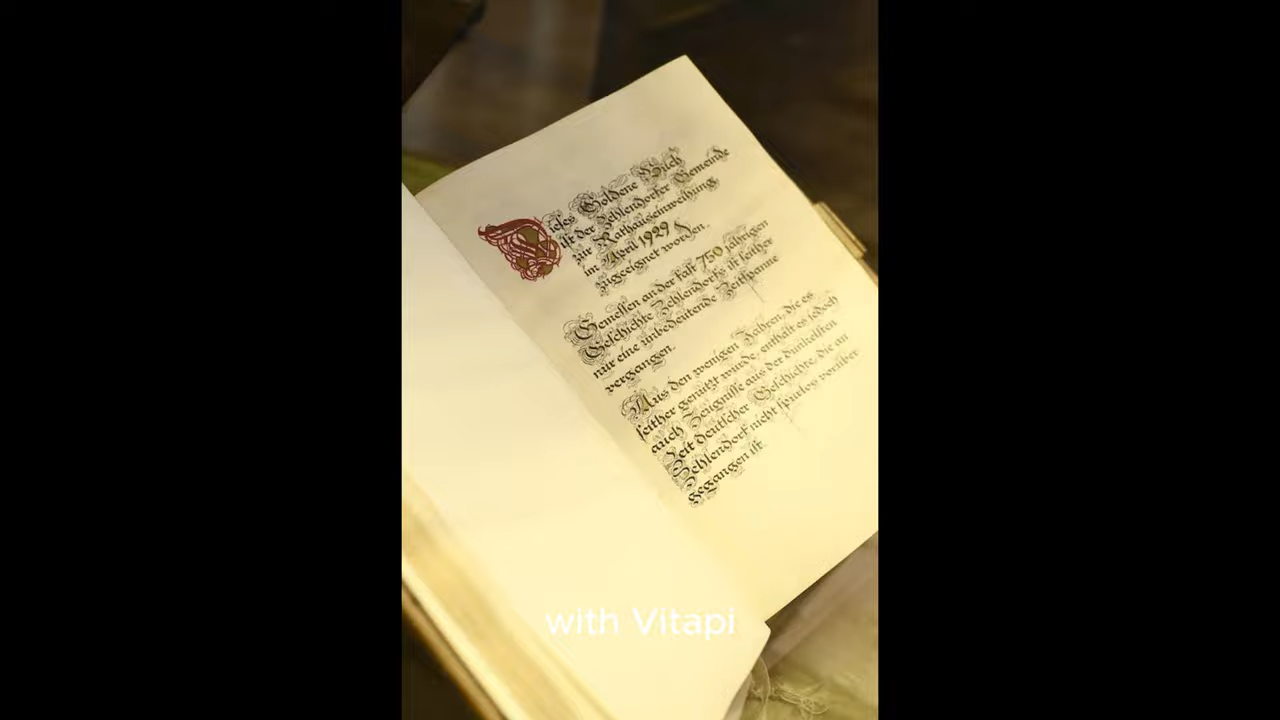 Dieses Goldene Buch
ist der Zehlendorfer Gemeinde
zur Rathauseinweihung
im April 1929
zugeeignet worden.
Gemessen an der fast 750 jährigen
Geschichte Zehlendorfs ist seither
nur eine unbedeutende Zeitspanne
vergangen.
Aus den wenigen Jahren, die es
seither genutzt wurde, enthält es jedoch
auch Zeugnisse aus der dunkelsten
Zeit deutscher Geschichte, die an
Zehlendorf nicht spurlos vorüber
gegangen ist.
with Vitapi